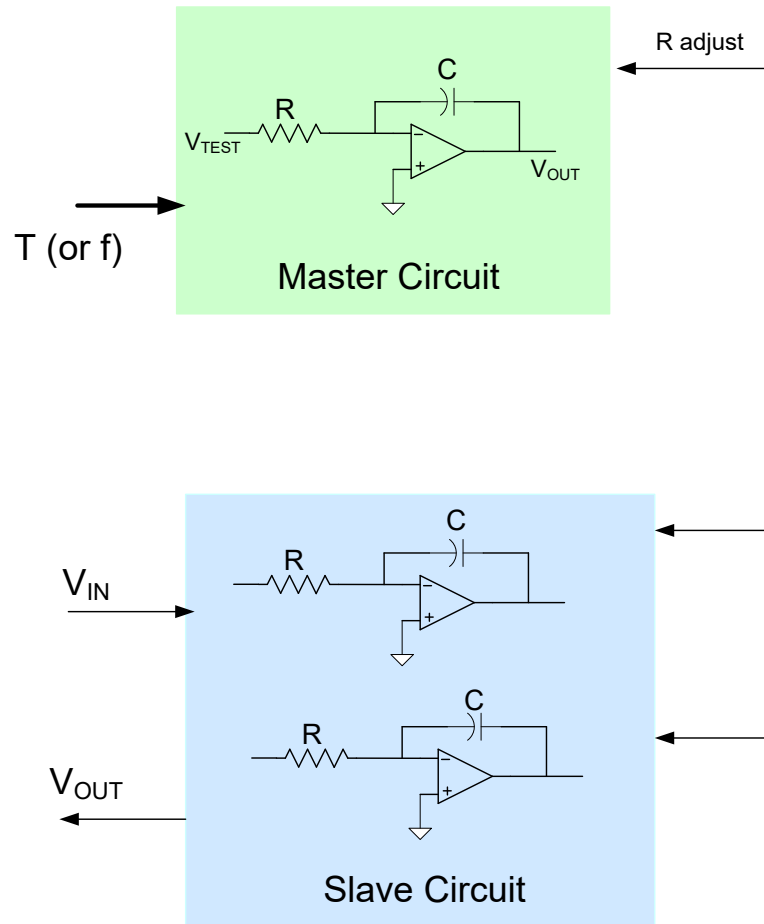 R adjust
C
R
V_TEST
V_OUT
T (or f)
Master Circuit
C
R
V_IN
C
R
V_OUT
Slave Circuit